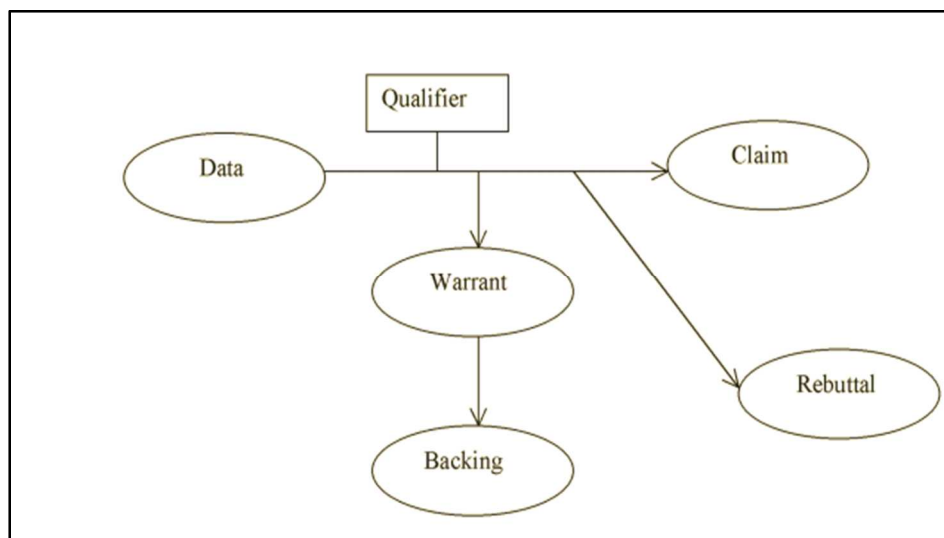 Qualifier
Data
Claim
Warrant
Rebuttal
Backing